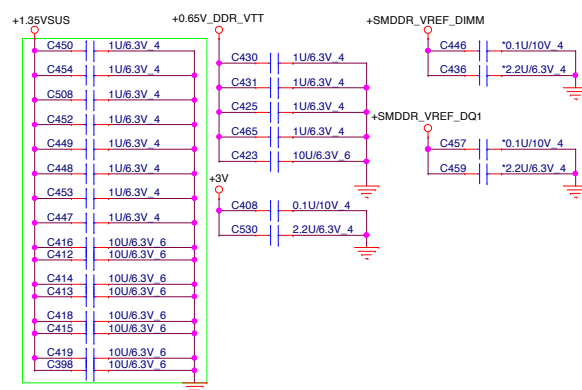 +1.35VSUS
C450 1U/6.3V_4
C454 1U/6.3V_4
C508 1U/6.3V_4
C452 1U/6.3V_4
C449 1U/6.3V_4
C448 1U/6.3V_4
C453 1U/6.3V_4
C447 1U/6.3V_4
C416 10U/6.3V_6
C412 10U/6.3V_6
C414 10U/6.3V_6
C413 10U/6.3V_6
C418 10U/6.3V_6
C415 10U/6.3V_6
C419 10U/6.3V_6
C398 10U/6.3V_6
+0.65V_DDR_VTT
C430 1U/6.3V_4
C431 1U/6.3V_4
C425 1U/6.3V_4
C465 1U/6.3V_4
C423 10U/6.3V_6
+3V
C408 0.1U/10V_4
C530 2.2U/6.3V_4
+SMDDR_VREF_DIMM
C446 *0.1U/10V_4
C436 *2.2U/6.3V_4
+SMDDR_VREF_DQ1
C457 *0.1U/10V_4
C459 *2.2U/6.3V_4